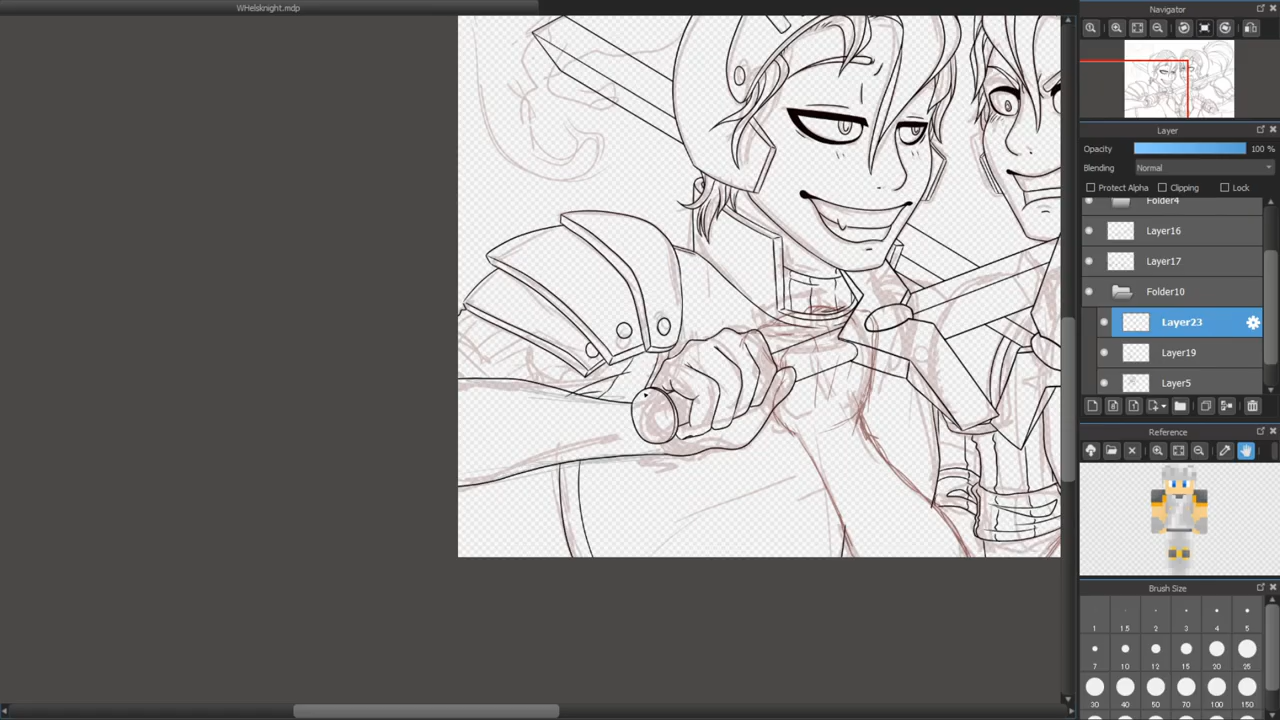 WHelsknight.mdp
Navigator
Layer
Opacity 100 %
Blending Normal
Protect Alpha Clipping Lock
Folder4
Layer16
Layer17
Folder10
Layer23
Layer19
Layer5
Reference
Brush Size
1 1.5 2 3 4 5
7 10 12 15 20 25
30 40 50 70 100 150